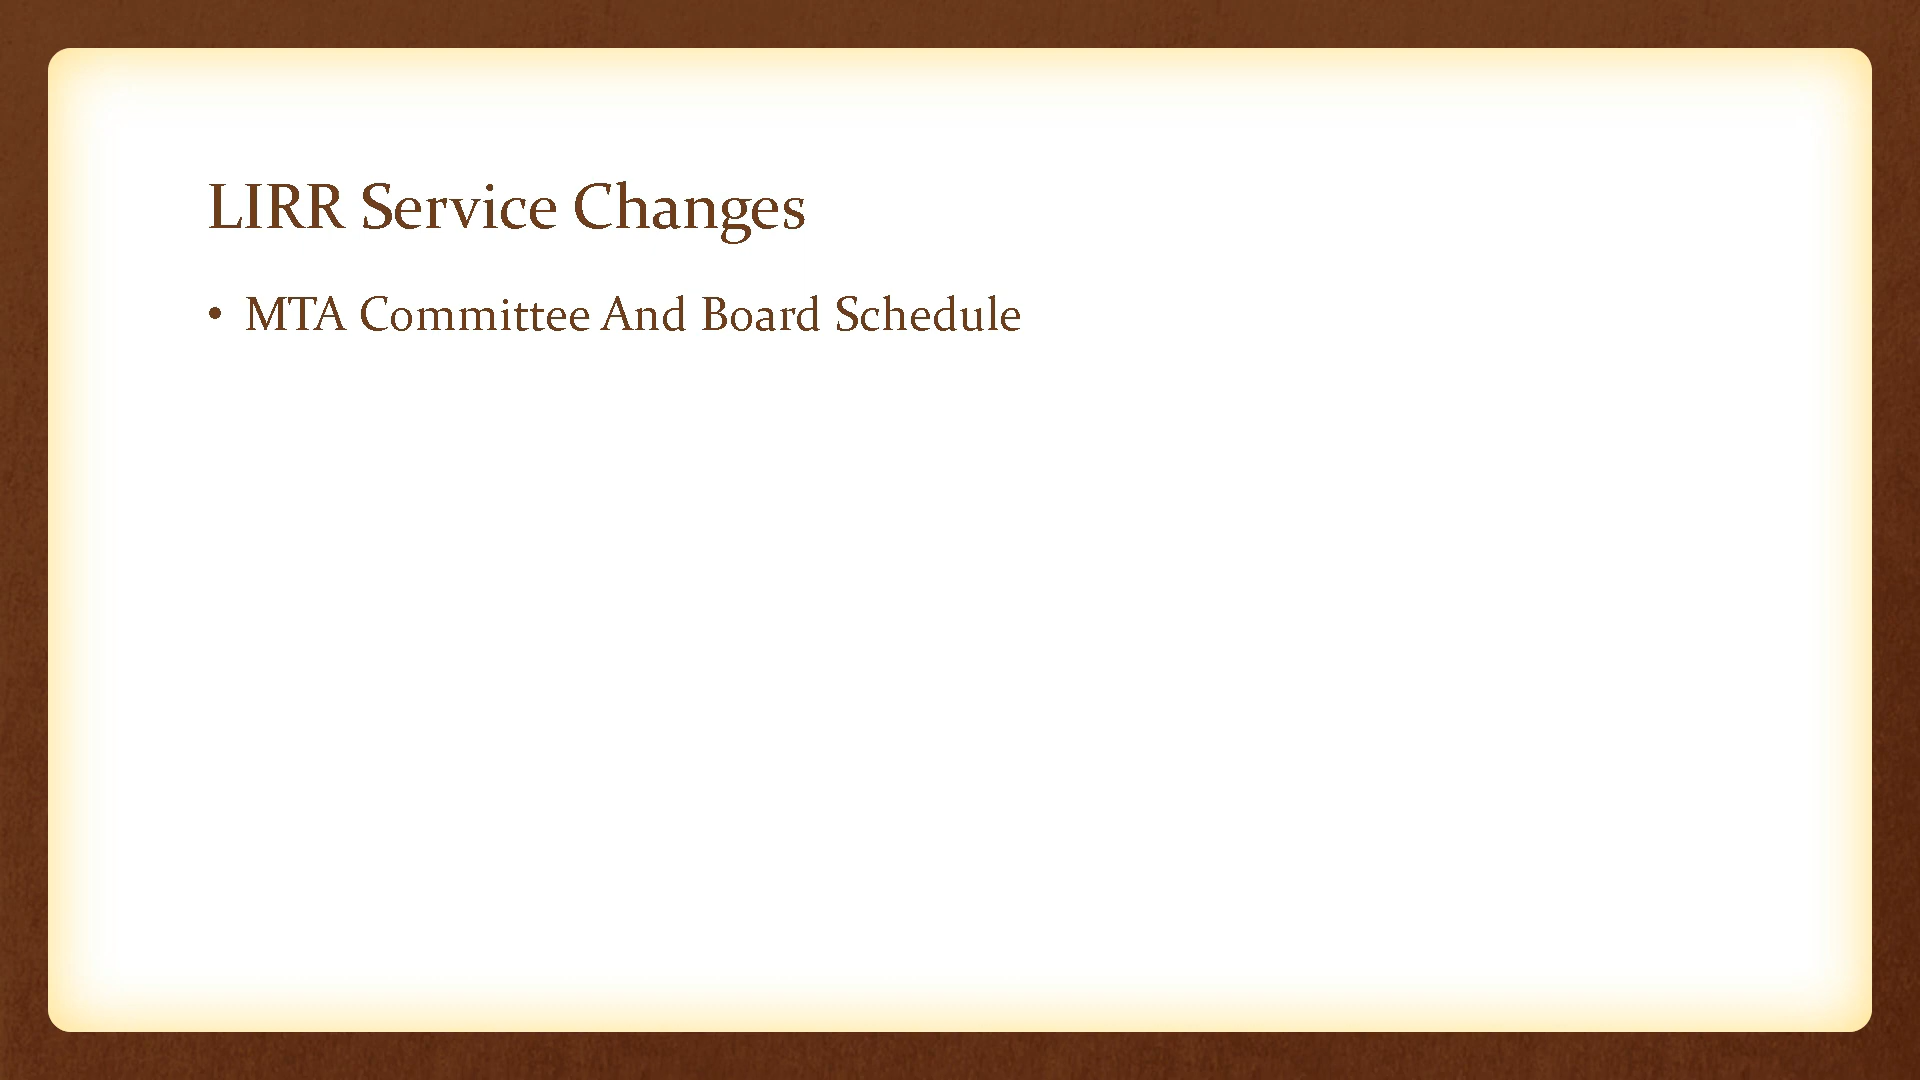 LIRR Service Changes
• MTA Committee And Board Schedule